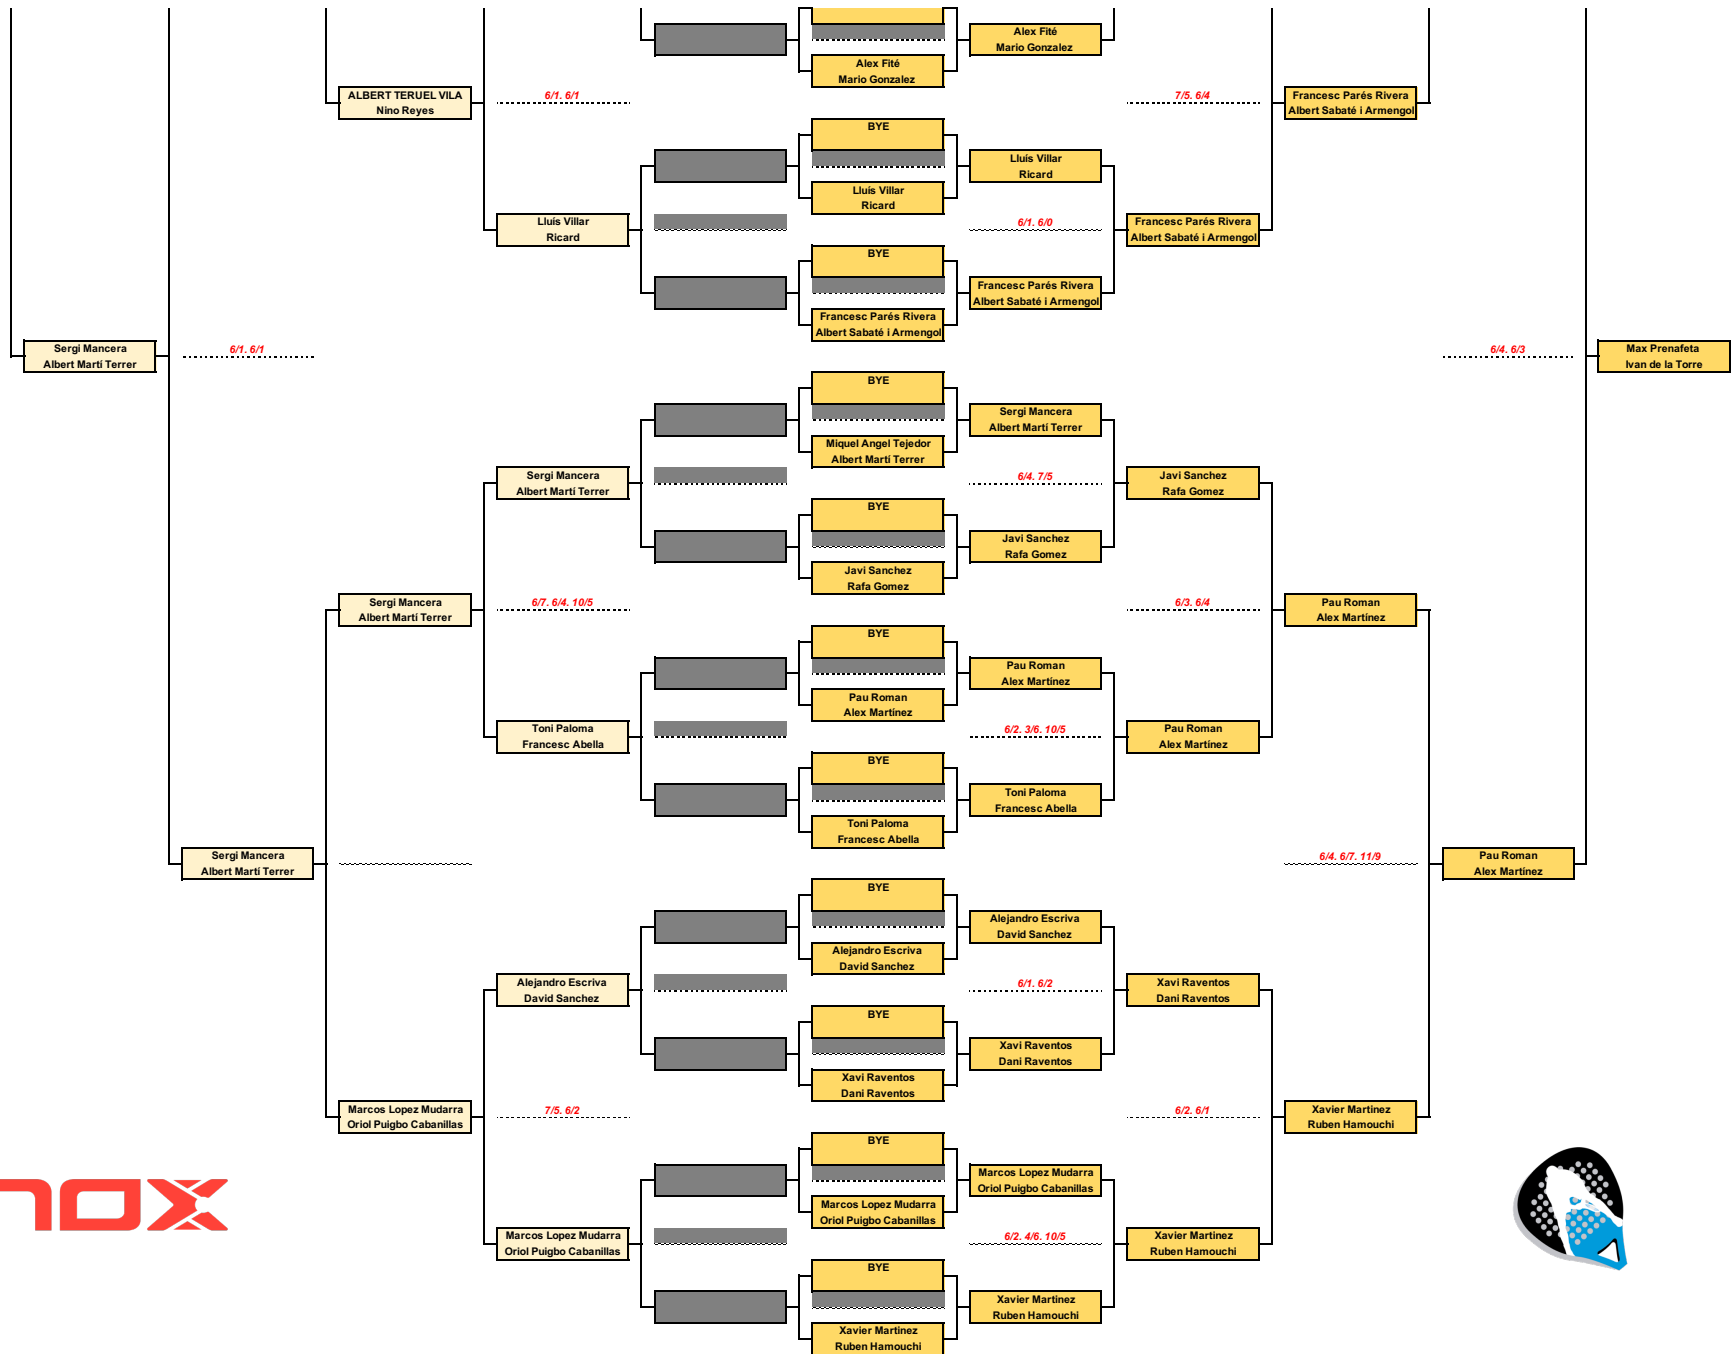 Alex Fité
Mario Gonzalez
Alex Fité
Mario Gonzalez
ALBERT TERUEL VILA
Nino Reyes
6/1. 6/1
7/5. 6/4
Francesc Parés Rivera
Albert Sabaté i Armengol
BYE
Lluís Villar
Ricard
Lluís Villar
Ricard
Lluís Villar
Ricard
6/1. 6/0
Francesc Parés Rivera
Albert Sabaté i Armengol
BYE
Francesc Parés Rivera
Albert Sabaté i Armengol
Francesc Parés Rivera
Albert Sabaté i Armengol
Sergi Mancera
Albert Martí Terrer
6/1. 6/1
6/4. 6/3
Max Prenafeta
Ivan de la Torre
BYE
Sergi Mancera
Albert Martí Terrer
Miquel Angel Tejedor
Albert Martí Terrer
Sergi Mancera
Albert Martí Terrer
6/4. 7/5
Javi Sanchez
Rafa Gomez
BYE
Javi Sanchez
Rafa Gomez
Javi Sanchez
Rafa Gomez
Sergi Mancera
Albert Martí Terrer
6/7. 6/4. 10/5
6/3. 6/4
Pau Roman
Alex Martínez
BYE
Pau Roman
Alex Martínez
Pau Roman
Alex Martínez
Toni Paloma
Francesc Abella
6/2. 3/6. 10/5
Pau Roman
Alex Martínez
BYE
Toni Paloma
Francesc Abella
Toni Paloma
Francesc Abella
Sergi Mancera
Albert Martí Terrer
6/4. 6/7. 11/9
Pau Roman
Alex Martínez
BYE
Alejandro Escriva
David Sanchez
Alejandro Escriva
David Sanchez
Alejandro Escriva
David Sanchez
6/1. 6/2
Xavi Raventos
Dani Raventos
BYE
Xavi Raventos
Dani Raventos
Xavi Raventos
Dani Raventos
Marcos Lopez Mudarra
Oriol Puigbo Cabanillas
7/5. 6/2
6/2. 6/1
Xavier Martinez
Ruben Hamouchi
BYE
Marcos Lopez Mudarra
Oriol Puigbo Cabanillas
Marcos Lopez Mudarra
Oriol Puigbo Cabanillas
nox
Marcos Lopez Mudarra
Oriol Puigbo Cabanillas
6/2. 4/6. 10/5
Xavier Martinez
Ruben Hamouchi
BYE
Xavier Martinez
Ruben Hamouchi
Xavier Martinez
Ruben Hamouchi